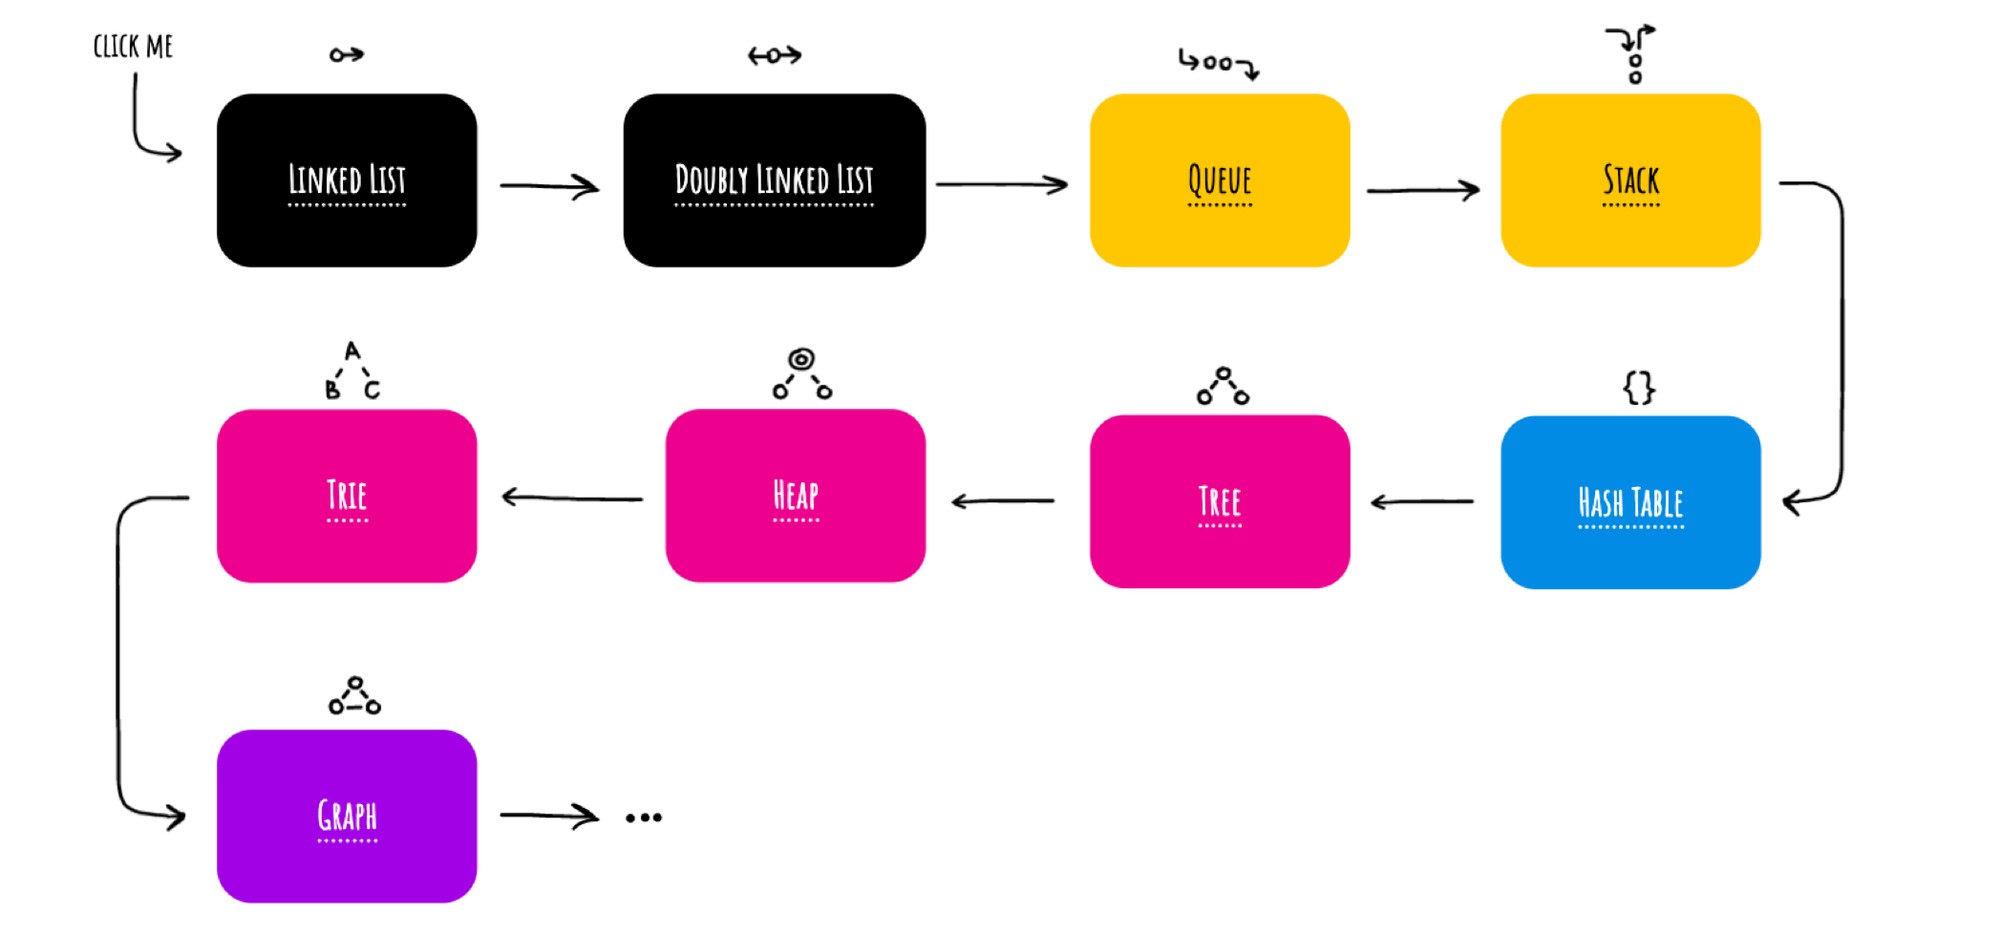 CLICK ME
LINKED LIST
DOUBLY LINKED LIST
QUEUE
STACK
{}
HASH TABLE
TREE
HEAP
A
B C
TRIE
GRAPH
...